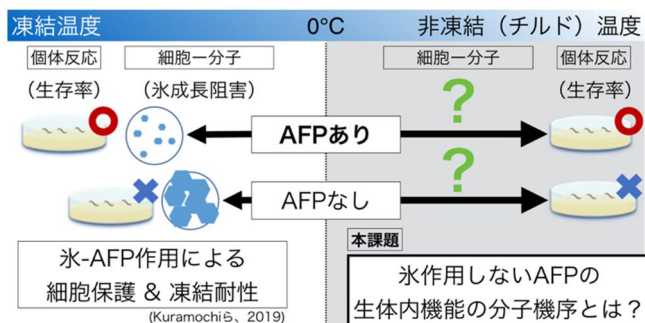 凍結温度 0°C 非凍結（チルド）温度
個体反応 細胞ー分子 細胞ー分子 個体反応
（生存率） （氷成長阻害） （生存率）
?
AFPあり
?
AFPなし
本課題
氷-AFP作用による
細胞保護 & 凍結耐性
(Kuramochiら、2019)
氷作用しないAFPの
生体内機能の分子機序とは？